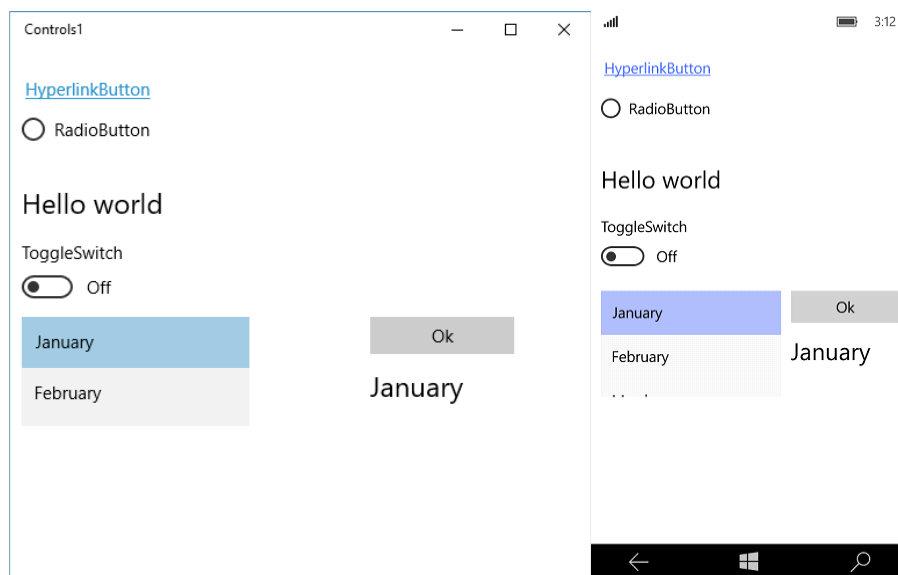 Controls1
HyperlinkButton
RadioButton
Hello world
ToggleSwitch
Off
January
February
Ok
January
3:12
HyperlinkButton
RadioButton
Hello world
ToggleSwitch
Off
January
February
Ok
January